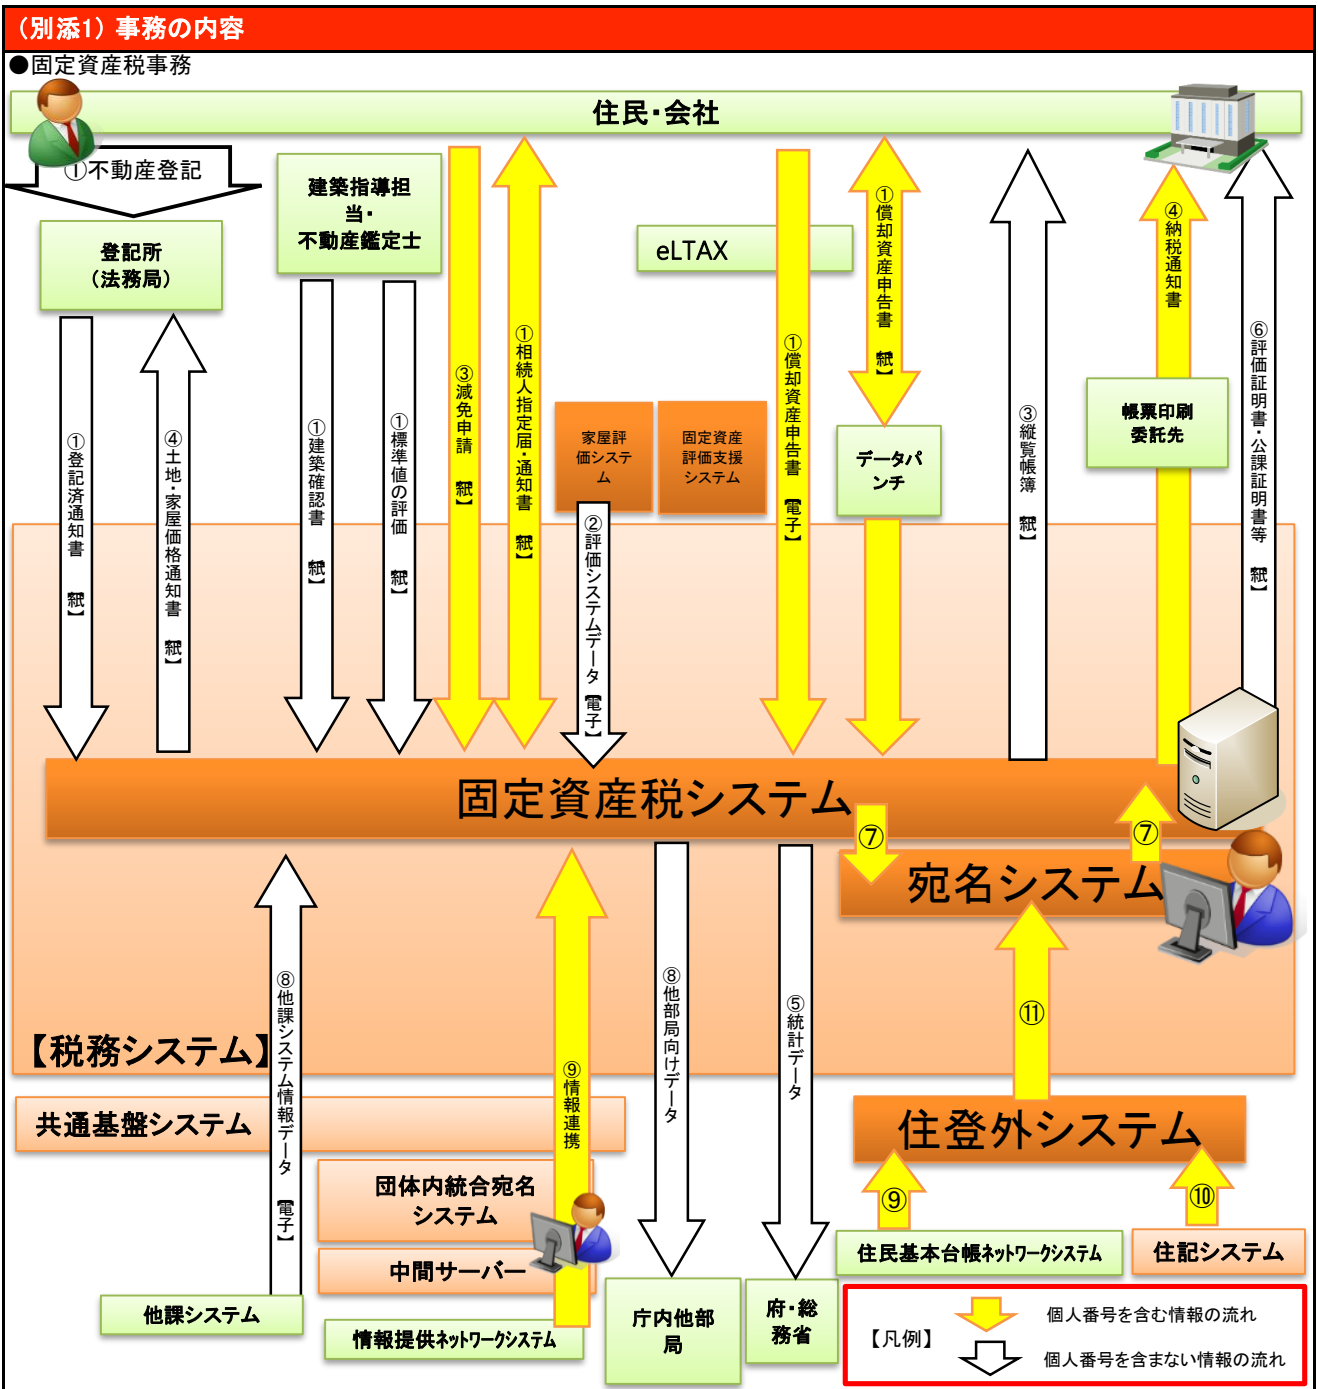 （別添1） 事務の内容
●固定資産税事務
住民・会社
①不動産登記
登記所
（法務局）
建築指導担
当・
不動産鑑定士
eLTAX
①登記済通知書 【紙】
④土地・家屋価格通知書 【紙】
①建築確認書 【紙】
①標準値の評価 【紙】
③減免申請 【紙】
①相続人指定届・通知書 【紙】
家屋評
価システ
ム
固定資産
評価支援
システム
②評価システムデータ【電子】
①償却資産申告書 【電子】
①償却資産申告書 【紙】
データパ
ンチ
③縦覧帳簿 【紙】
④納税通知書
帳票印刷
委託先
⑥評価証明書・公課証明書等 【紙】
固定資産税システム
⑦
⑦
宛名システム
⑧他課システム情報データ 【電子】
⑨情報連携
⑧他部局向けデータ
⑤統計データ
⑪
【税務システム】
共通基盤システム
団体内統合宛名
システム
中間サーバー
住登外システム
⑨
⑩
住民基本台帳ネットワークシステム
住記システム
他課システム
情報提供ネットワークシステム
庁内他部
局
府・総
務省
【凡例】
個人番号を含む情報の流れ
個人番号を含まない情報の流れ